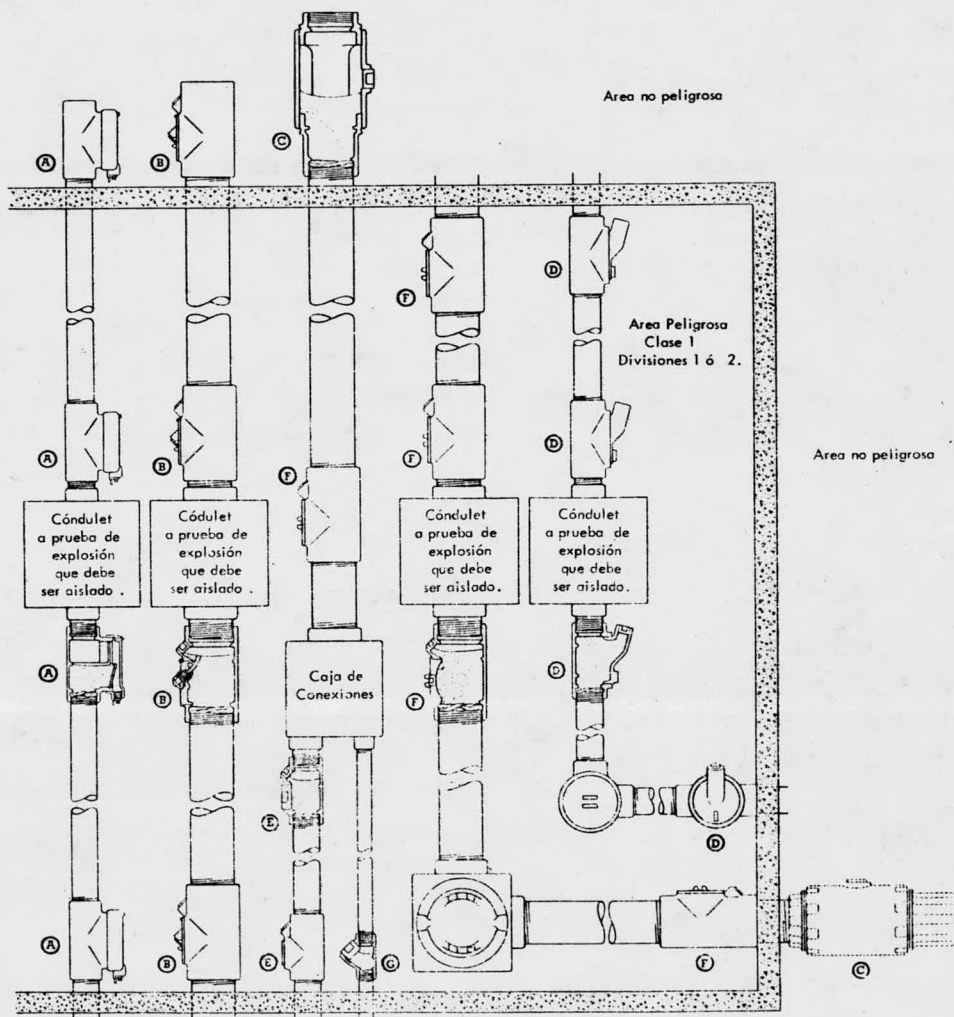 Area no peligrosa
A
B
C
F
D
Area Peligrosa
Clase 1
Divisiones 1 ó 2.
A
B
F
F
D
Area no peligrosa
Cóndulet
a prueba de
explosión
que debe
ser aislado .
Códulet
a prueba de
explosión
que debe
ser aislado .
Cóndulet
a prueba de
explosión
que debe
ser aislado.
Cóndulet
a prueba de
explosión
que debe
ser aislado.
A
B
Caja de
Conexiones
F
D
E
D
A
B
E
G
F
C